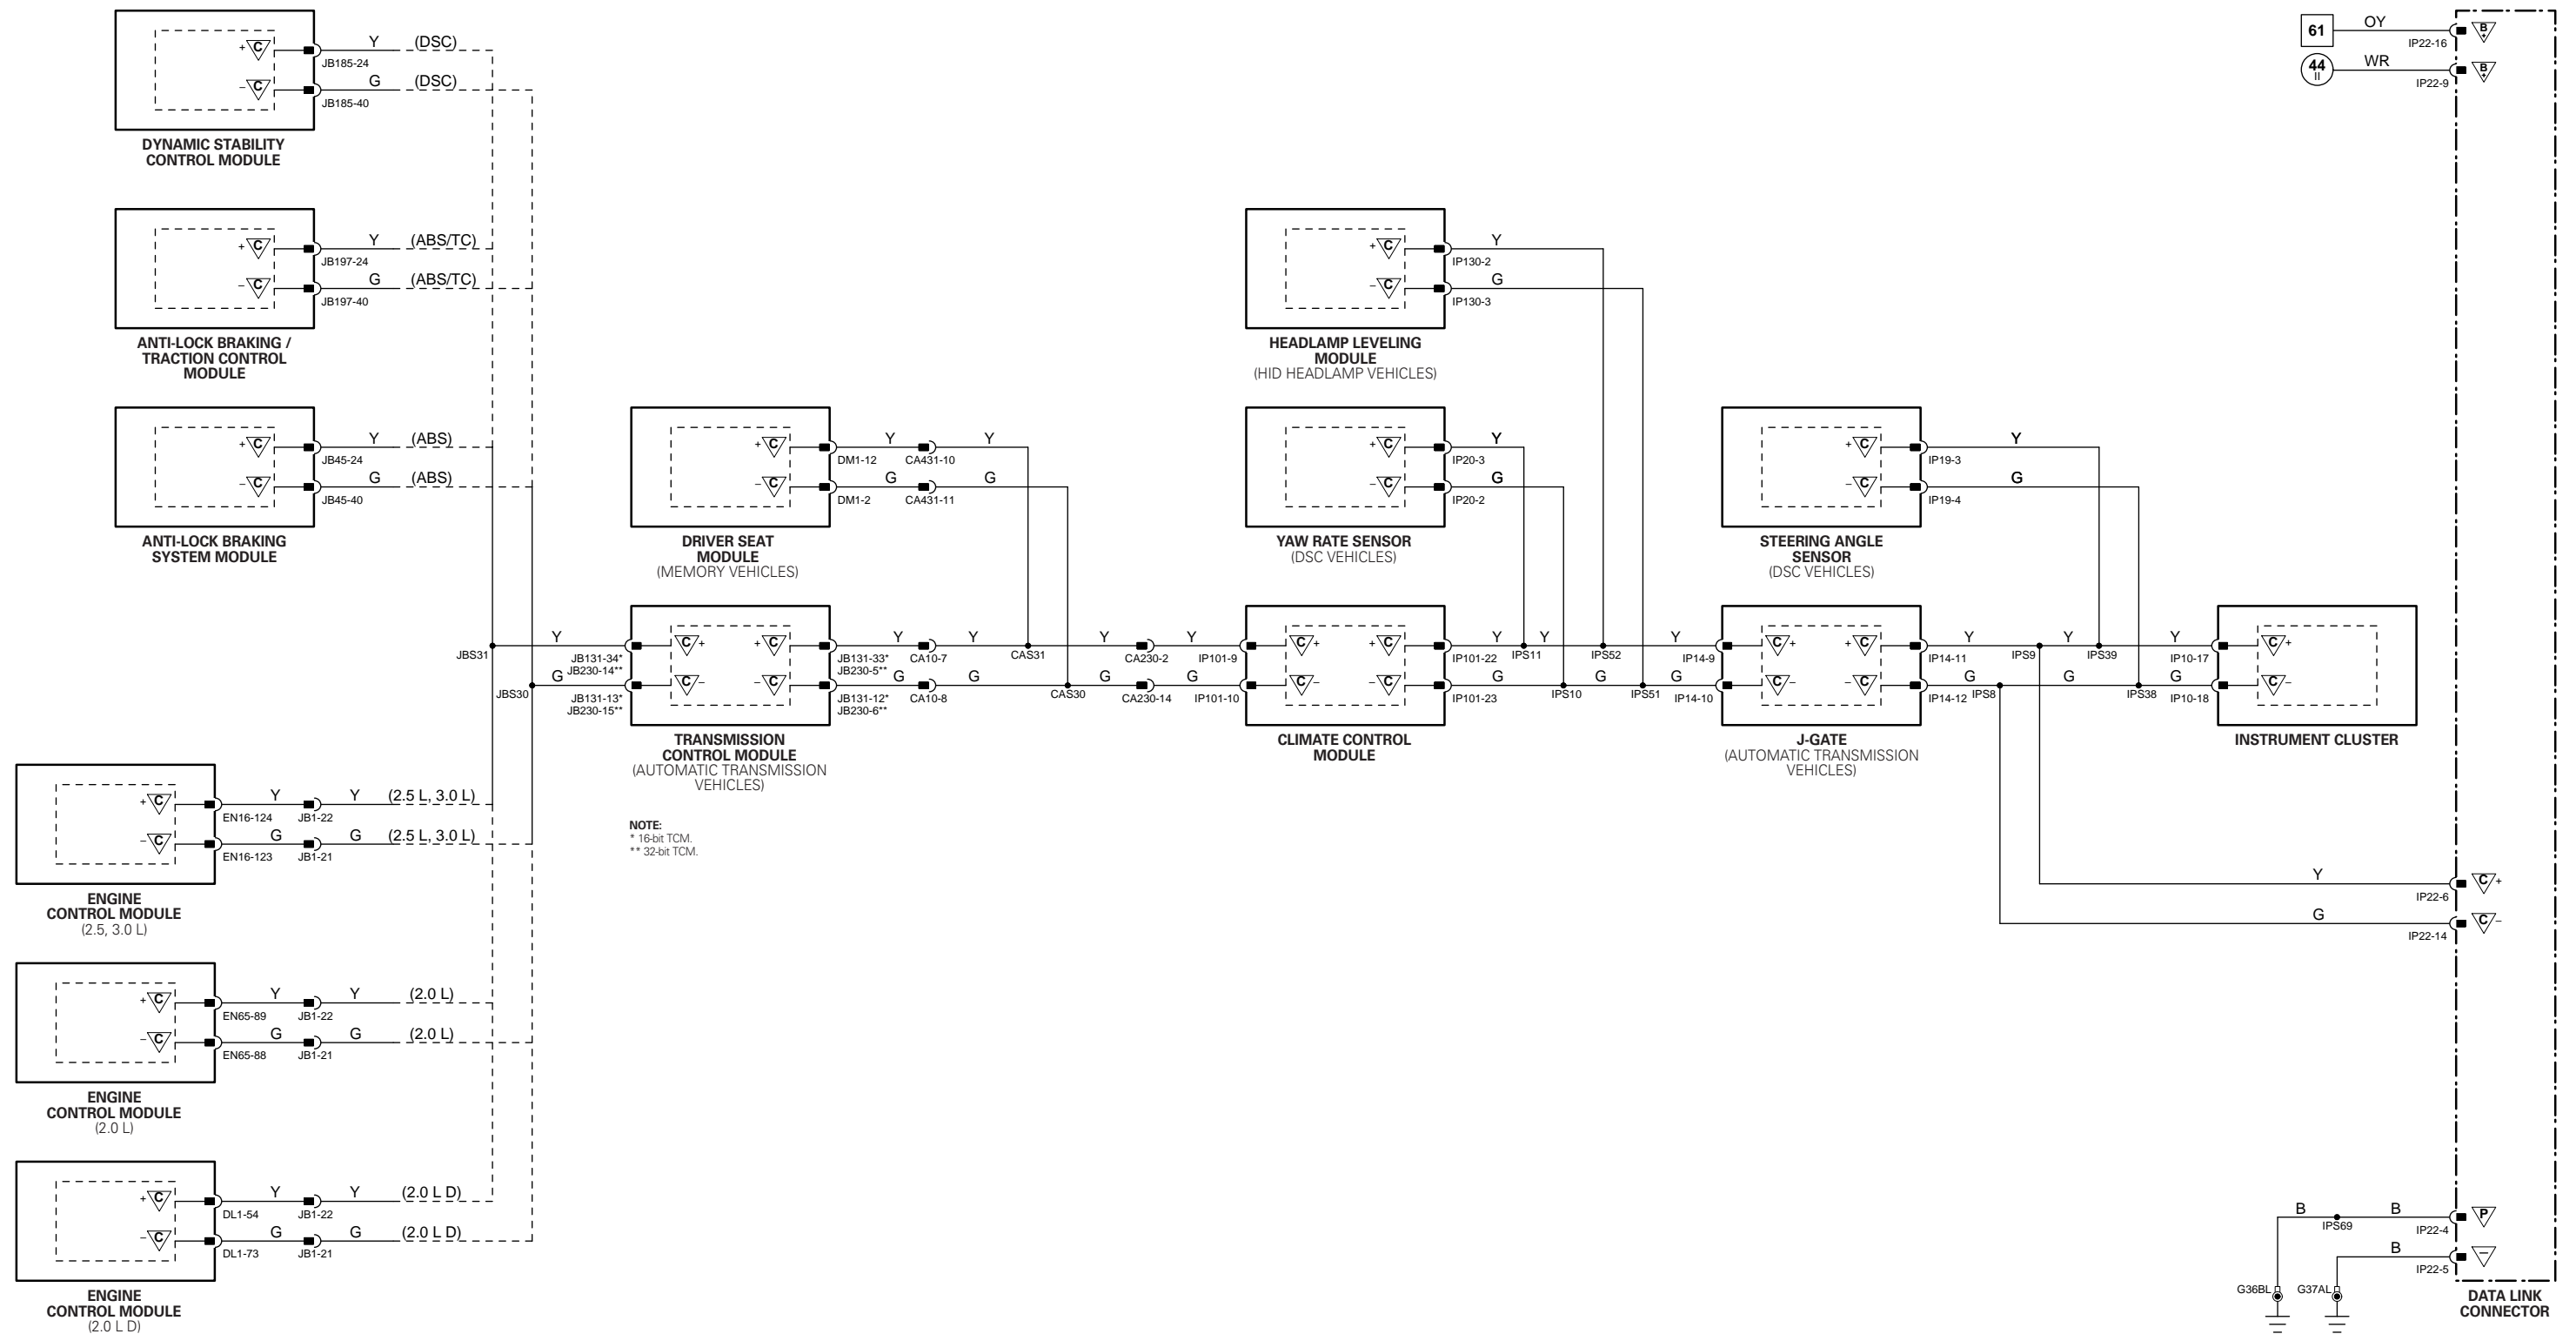 + C Y (DSC)
JB185-24
– C G (DSC)
JB185-40
DYNAMIC STABILITY
CONTROL MODULE
+ C Y (ABS/TC)
JB197-24
– C G (ABS/TC)
JB197-40
ANTI-LOCK BRAKING /
TRACTION CONTROL
MODULE
+ C Y (ABS)
JB45-24
– C G (ABS)
JB45-40
ANTI-LOCK BRAKING
SYSTEM MODULE
JBS31
JBS30
+ C Y Y (2.5 L, 3.0 L)
EN16-124 JB1-22
– C G G (2.5 L, 3.0 L)
EN16-123 JB1-21
ENGINE
CONTROL MODULE
(2.5, 3.0 L)
+ C Y Y (2.0 L)
EN65-89 JB1-22
– C G G (2.0 L)
EN65-88 JB1-21
ENGINE
CONTROL MODULE
(2.0 L)
+ C Y Y (2.0 L D)
DL1-54 JB1-22
– C G G (2.0 L D)
DL1-73 JB1-21
ENGINE
CONTROL MODULE
(2.0 L D)
+ C Y Y
DM1-12 CA431-10
– C G G
DM1-2 CA431-11
DRIVER SEAT
MODULE
(MEMORY VEHICLES)
Y C + + C Y Y Y Y
JB131-34* JB131-33* CA10-7 CAS31 CA230-2 IP101-9
JB230-14** JB230-5**
G C – – C G G G G
JB131-13* JB131-12* CA10-8 CAS30 CA230-14 IP101-10
JB230-15** JB230-6**
TRANSMISSION
CONTROL MODULE
(AUTOMATIC TRANSMISSION
VEHICLES)
NOTE:
* 16-bit TCM.
** 32-bit TCM.
+ C Y
IP130-2
– C G
IP130-3
HEADLAMP LEVELING
MODULE
(HID HEADLAMP VEHICLES)
+ C Y
IP20-3
– C G
IP20-2
YAW RATE SENSOR
(DSC VEHICLES)
C + + C Y Y Y
IP101-22 IPS11 IPS52 IP14-9
C – – C G G G
IP101-23 IPS10 IPS51 IP14-10
CLIMATE CONTROL
MODULE
+ C Y
IP19-3
– C G
IP19-4
STEERING ANGLE
SENSOR
(DSC VEHICLES)
C + + C Y Y Y
IP14-11 IPS9 IPS39 IP10-17
C – – C G G G
IP14-12 IPS8 IPS38 IP10-18
J-GATE
(AUTOMATIC TRANSMISSION
VEHICLES)
C +
C –
INSTRUMENT CLUSTER
61 OY B +
IP22-16
44 II WR B +
IP22-9
Y C +
IP22-6
G C –
IP22-14
B B P
IPS69 IP22-4
B –
IP22-5
G36BL G37AL
DATA LINK
CONNECTOR